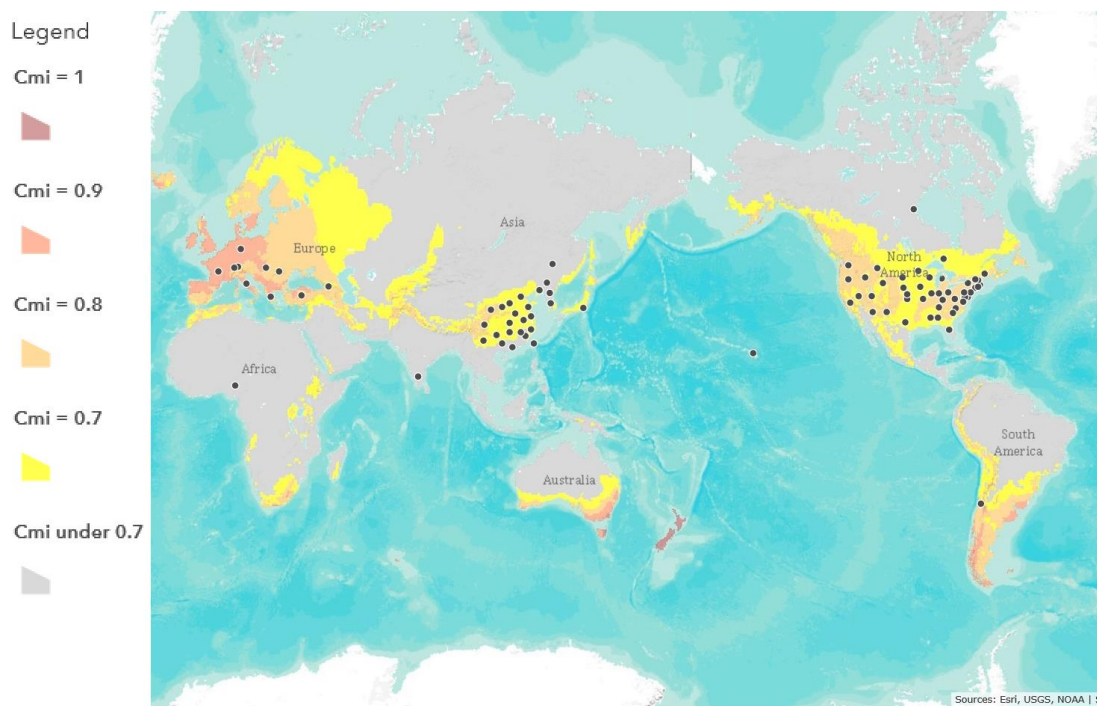 Legend
Cmi = 1
Cmi = 0.9
Cmi = 0.8
Cmi = 0.7
Cmi under 0.7
Asia
Europe
North
America
Africa
South
America
Australia
Sources: Esri, USGS, NOAA |